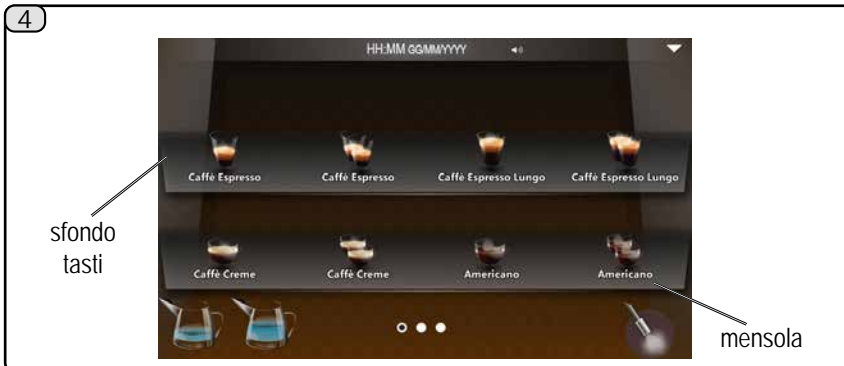 4
HH:MM GG/MM/YYYY
Caffè Espresso Caffè Espresso Caffè Espresso Lungo Caffè Espresso Lungo
sfondo
tasti
Caffè Creme Caffè Creme Americano Americano
mensola